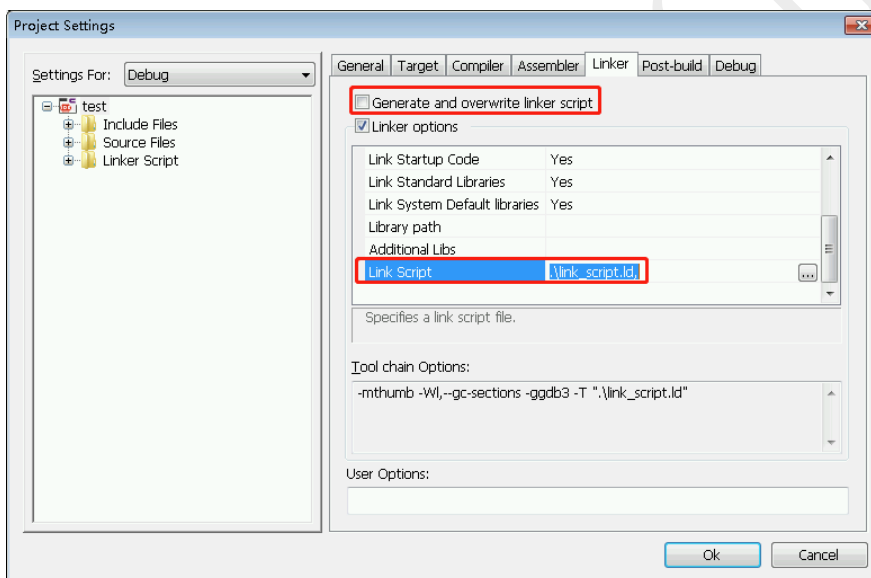 Project Settings
Settings For: Debug
test
Include Files
Source Files
Linker Script
General Target Compiler Assembler Linker Post-build Debug
Generate and overwrite linker script
Linker options
Link Startup Code Yes
Link Standard Libraries Yes
Link System Default libraries Yes
Library path
Additional Libs
Link Script .\link_script.ld,
...
Specifies a link script file.
Tool chain Options:
-mthumb -Wl,--gc-sections -ggdb3 -T ".\link_script.ld"
User Options:
Ok Cancel